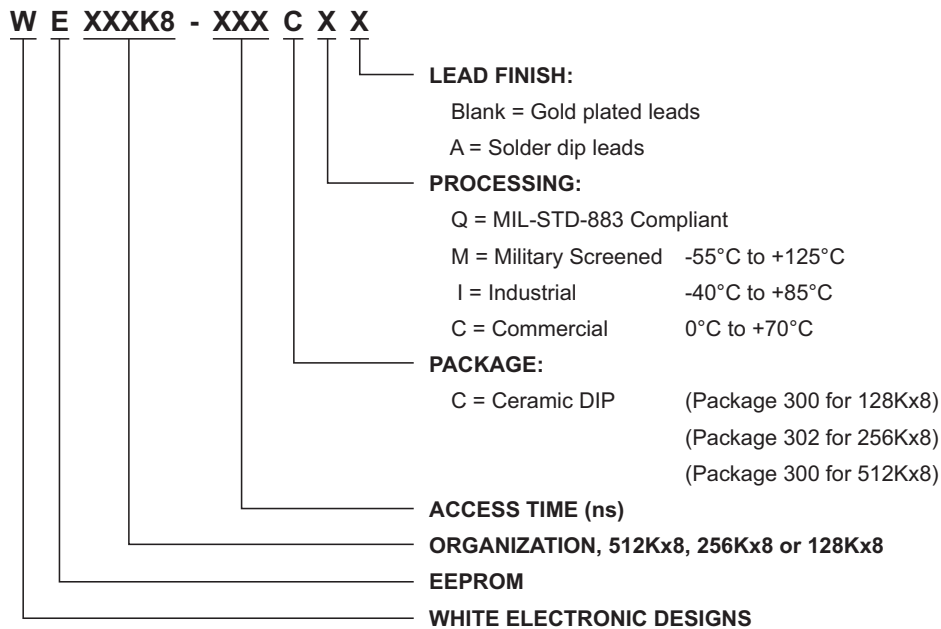 W E XXXK8 - XXX C X X
LEAD FINISH:
Blank = Gold plated leads
A = Solder dip leads
PROCESSING:
Q = MIL-STD-883 Compliant
M = Military Screened -55°C to +125°C
I = Industrial -40°C to +85°C
C = Commercial 0°C to +70°C
PACKAGE:
C = Ceramic DIP (Package 300 for 128Kx8)
(Package 302 for 256Kx8)
(Package 300 for 512Kx8)
ACCESS TIME (ns)
ORGANIZATION, 512Kx8, 256Kx8 or 128Kx8
EEPROM
WHITE ELECTRONIC DESIGNS